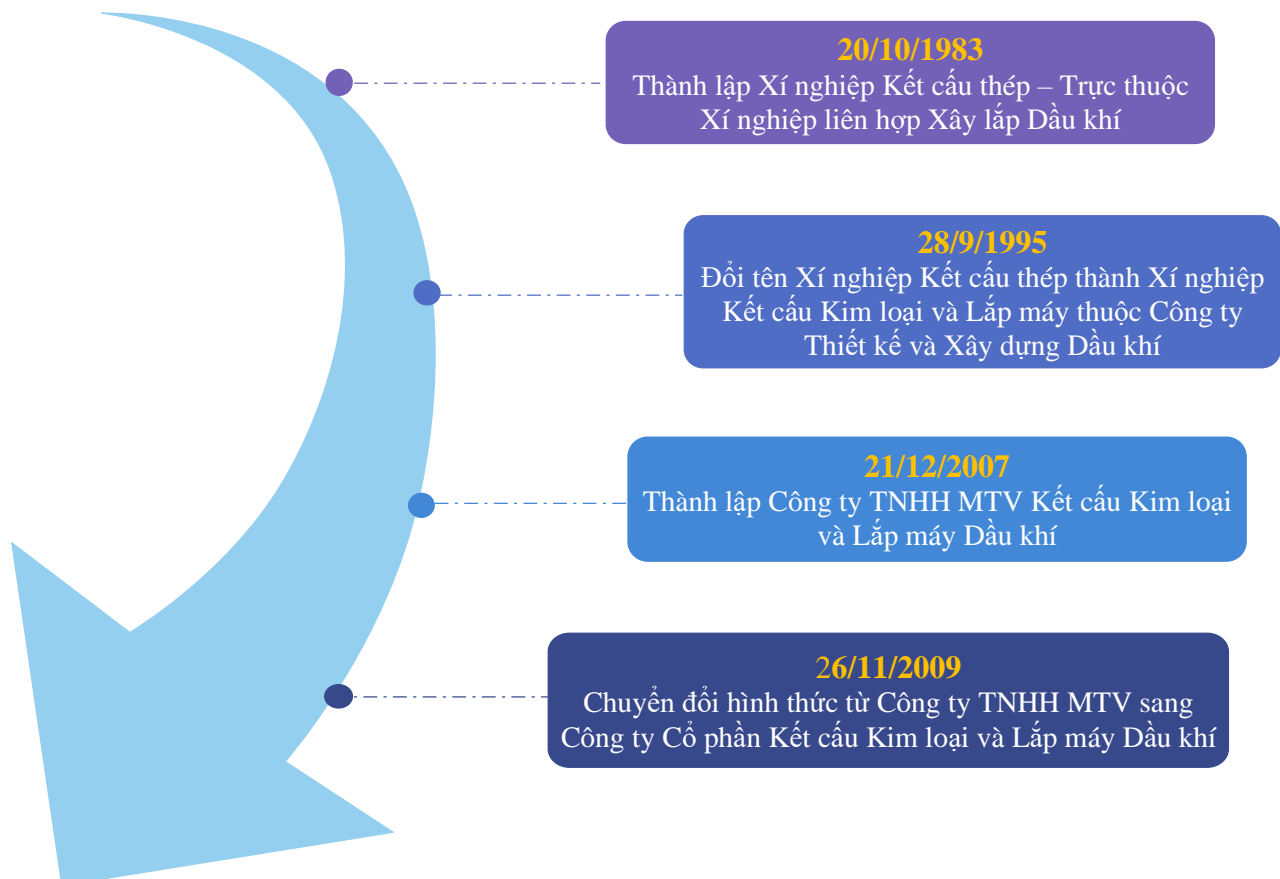 20/10/1983
Thành lập Xí nghiệp Kết cấu thép – Trực thuộc
Xí nghiệp liên hợp Xây lắp Dầu khí
28/9/1995
Đổi tên Xí nghiệp Kết cấu thép thành Xí nghiệp
Kết cấu Kim loại và Lắp máy thuộc Công ty
Thiết kế và Xây dựng Dầu khí
21/12/2007
Thành lập Công ty TNHH MTV Kết cấu Kim loại
và Lắp máy Dầu khí
26/11/2009
Chuyển đổi hình thức từ Công ty TNHH MTV sang
Công ty Cổ phần Kết cấu Kim loại và Lắp máy Dầu khí